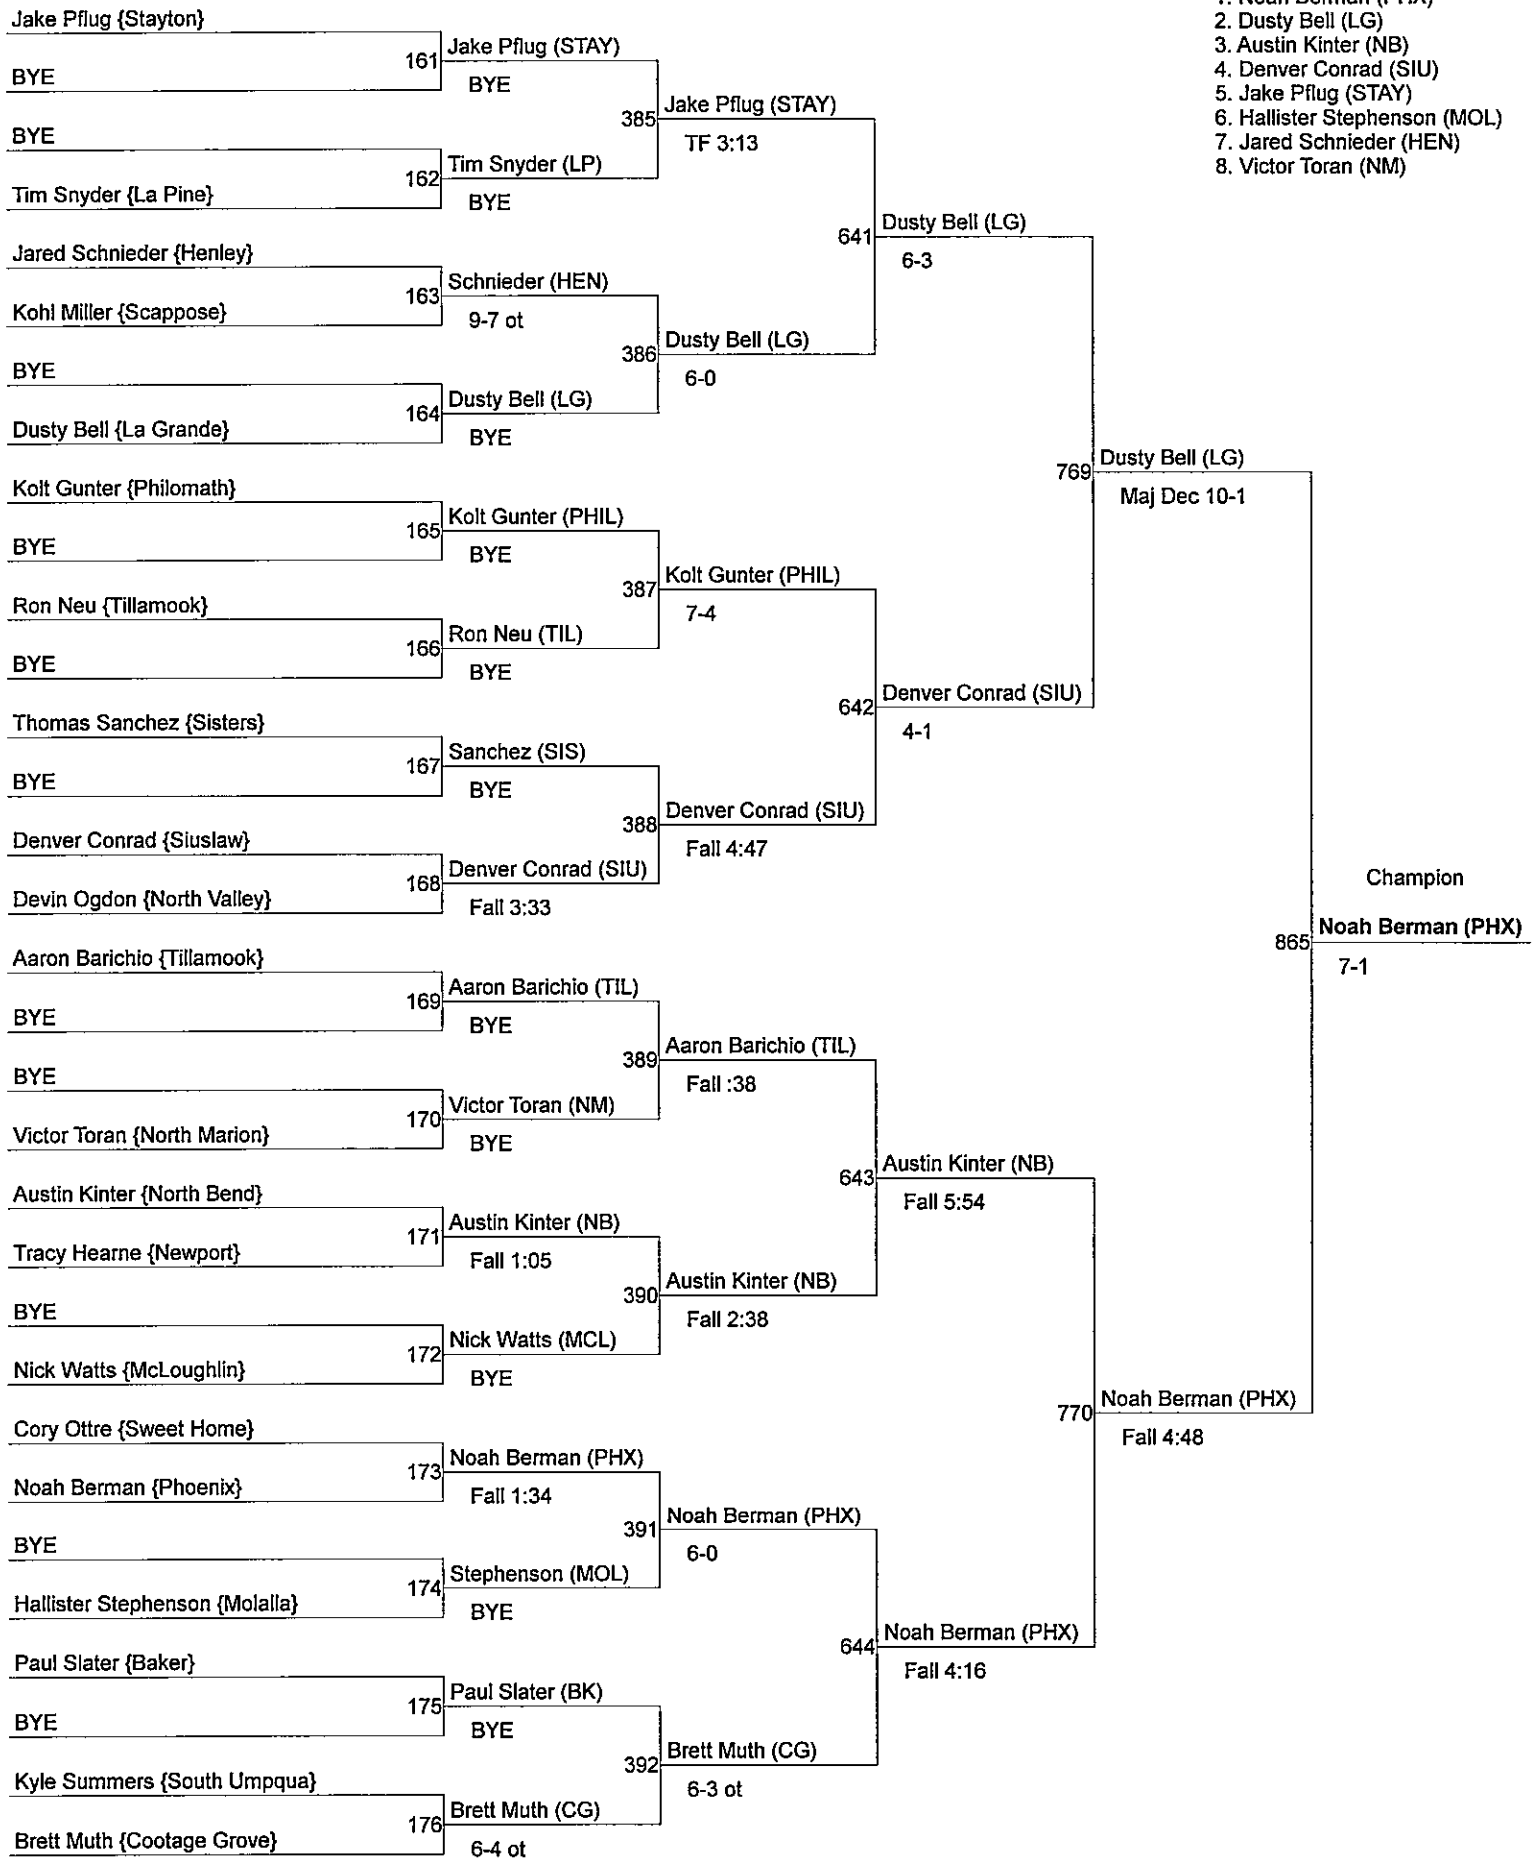 1. Noah Berman (PHX)
2. Dusty Bell (LG)
3. Austin Kinter (NB)
4. Denver Conrad (SIU)
5. Jake Pflug (STAY)
6. Hallister Stephenson (MOL)
7. Jared Schnieder (HEN)
8. Victor Toran (NM)
Jake Pflug {Stayton}
BYE
BYE
Tim Snyder {La Pine}
Jared Schnieder {Henley}
Kohl Miller {Scappose}
BYE
Dusty Bell {La Grande}
Kolt Gunter {Philomath}
BYE
Ron Neu {Tillamook}
BYE
Thomas Sanchez {Sisters}
BYE
Denver Conrad {Siuslaw}
Devin Ogdon {North Valley}
Aaron Barichio {Tillamook}
BYE
BYE
Victor Toran {North Marion}
Austin Kinter {North Bend}
Tracy Hearne {Newport}
BYE
Nick Watts {McLoughlin}
Cory Ottre {Sweet Home}
Noah Berman {Phoenix}
BYE
Hallister Stephenson {Molalla}
Paul Slater {Baker}
BYE
Kyle Summers {South Umpqua}
Brett Muth {Cootage Grove}
161 Jake Pflug (STAY)
BYE
162 Tim Snyder (LP)
BYE
163 Schnieder (HEN)
9-7 ot
164 Dusty Bell (LG)
BYE
165 Kolt Gunter (PHIL)
BYE
166 Ron Neu (TIL)
BYE
167 Sanchez (SIS)
BYE
168 Denver Conrad (SIU)
Fall 3:33
169 Aaron Barichio (TIL)
BYE
170 Victor Toran (NM)
BYE
171 Austin Kinter (NB)
Fall 1:05
172 Nick Watts (MCL)
BYE
173 Noah Berman (PHX)
Fall 1:34
174 Stephenson (MOL)
BYE
175 Paul Slater (BK)
BYE
176 Brett Muth (CG)
6-4 ot
385 Jake Pflug (STAY)
TF 3:13
386 Dusty Bell (LG)
6-0
387 Kolt Gunter (PHIL)
7-4
388 Denver Conrad (SIU)
Fall 4:47
389 Aaron Barichio (TIL)
Fall :38
390 Austin Kinter (NB)
Fall 2:38
391 Noah Berman (PHX)
6-0
392 Brett Muth (CG)
6-3 ot
641 Dusty Bell (LG)
6-3
642 Denver Conrad (SIU)
4-1
643 Austin Kinter (NB)
Fall 5:54
644 Noah Berman (PHX)
Fall 4:16
769 Dusty Bell (LG)
Maj Dec 10-1
770 Noah Berman (PHX)
Fall 4:48
Champion
865 Noah Berman (PHX)
7-1